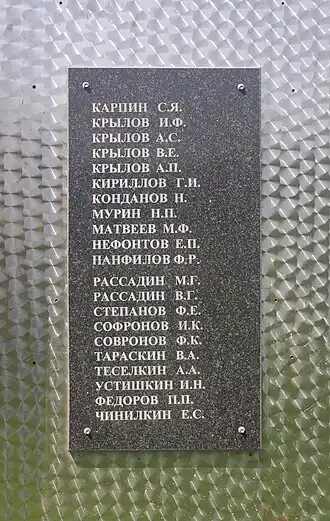 КАРПИН С.Я.
КРЫЛОВ И.Ф.
КРЫЛОВ А.С.
КРЫЛОВ В.Е.
КРЫЛОВ А.П.
КИРИЛЛОВ Г.И.
КОНДАНОВ Н.
МУРИН Н.П.
МАТВЕЕВ М.Ф.
НЕФОНТОВ Е.П.
ПАНФИЛОВ Ф.Р.
РАССАДИН М.Г.
РАССАДИН В.Г.
СТЕПАНОВ Ф.Е.
СОФРОНОВ И.К.
СОВРОНОВ Ф.К.
ТАРАСКИН В.А.
ТЕСЕЛКИН А.А.
УСТИШКИН И.Н.
ФЕДОРОВ П.П.
ЧИНИЛКИН Е.С.